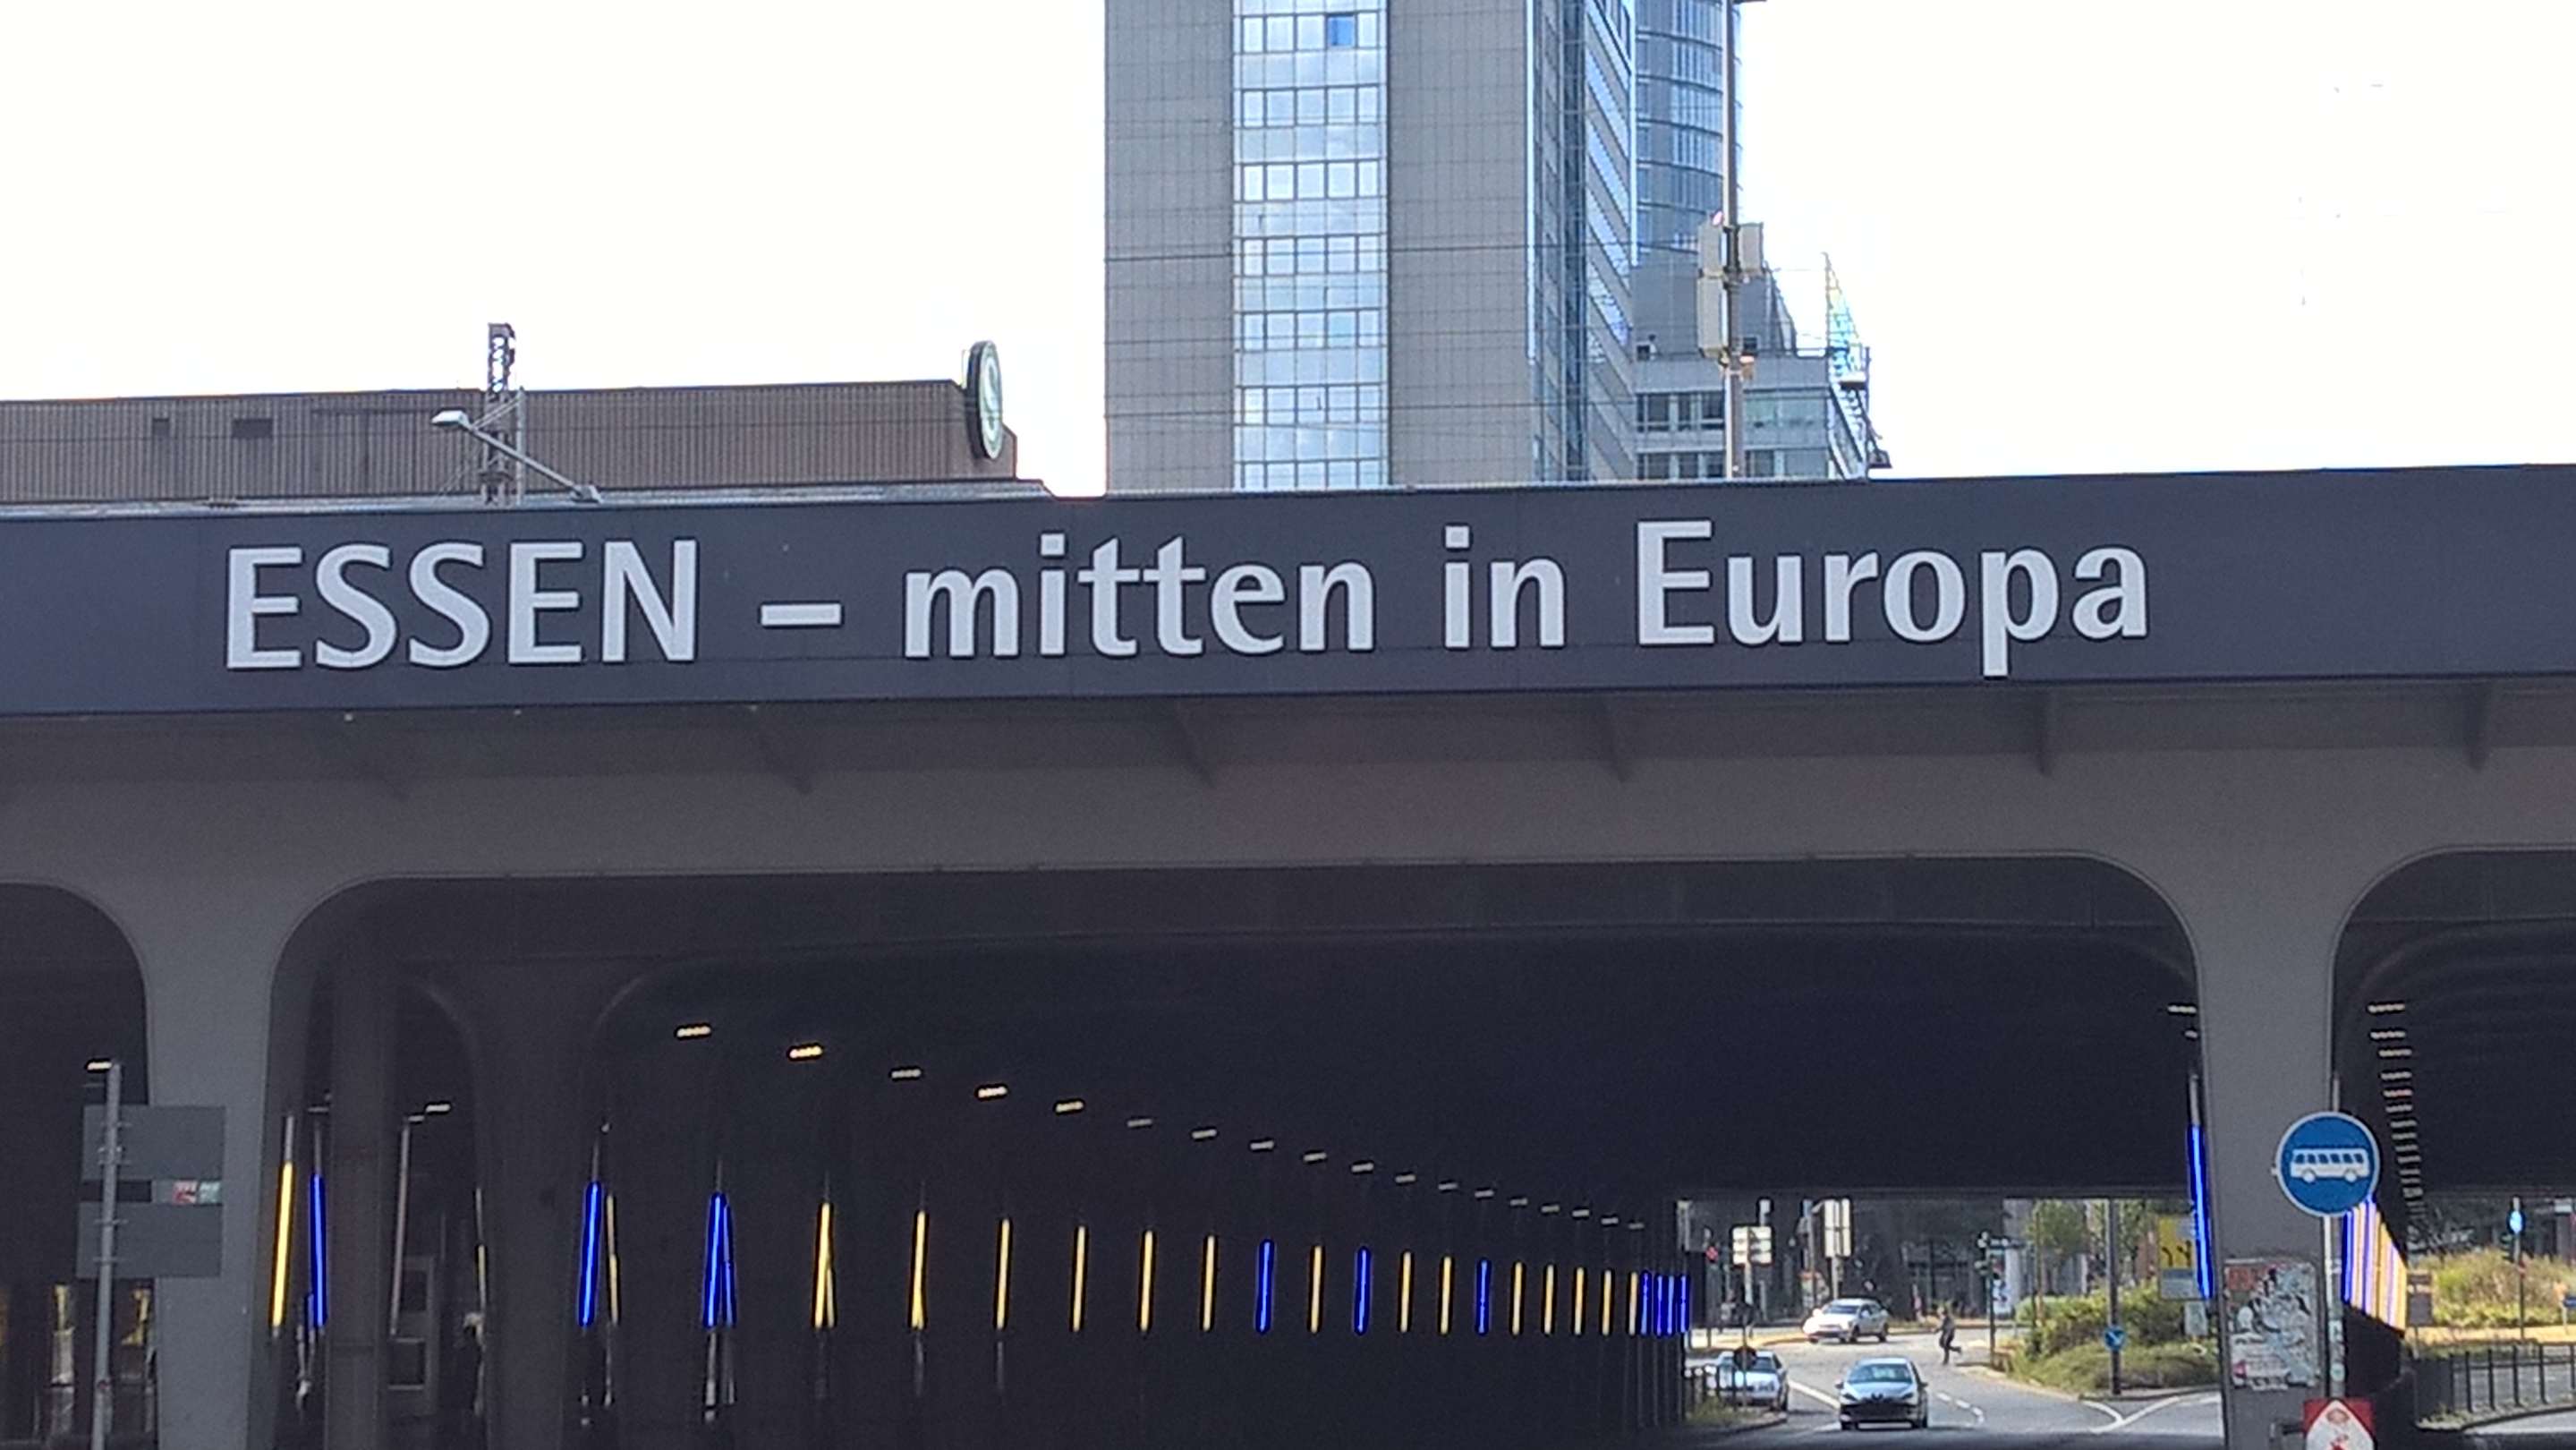 ESSEN – mitten in Europa